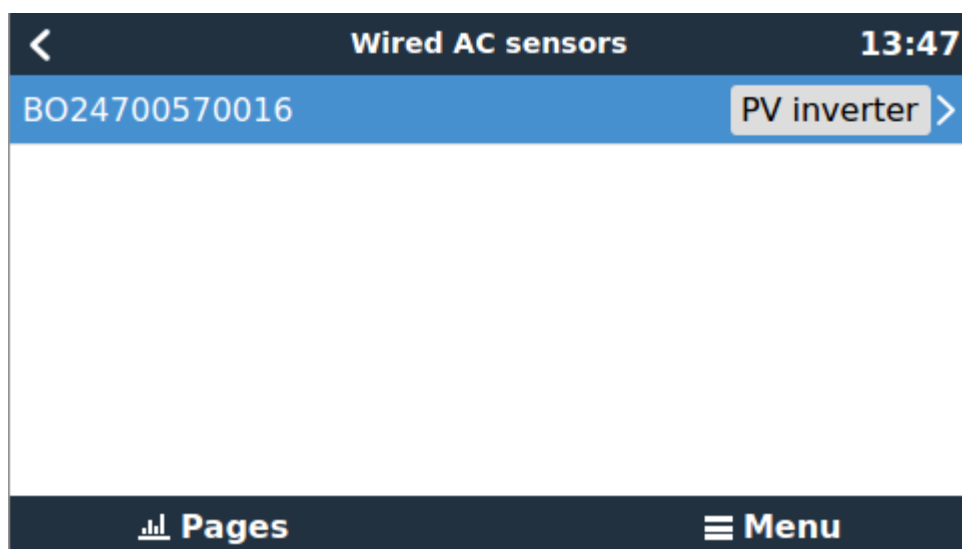 Wired AC sensors 13:47
BO24700570016 PV inverter
Pages Menu